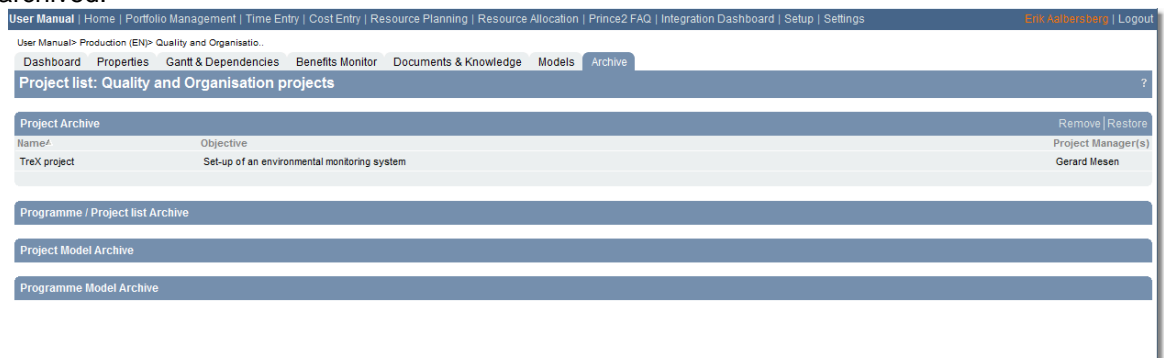 archived.
User Manual | Home | Portfolio Management | Time Entry | Cost Entry | Resource Planning | Resource Allocation | Prince2 FAQ | Integration Dashboard | Setup | Settings Erik Aalbersberg | Logout
User Manual> Production (EN)> Quality and Organisatio..
Dashboard Properties Gantt & Dependencies Benefits Monitor Documents & Knowledge Models Archive
Project list: Quality and Organisation projects ?
Project Archive Remove | Restore
Name Objective Project Manager(s)
TreX project Set-up of an environmental monitoring system Gerard Mesen
Programme / Project list Archive
Project Model Archive
Programme Model Archive